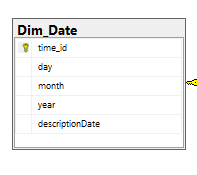 Dim_Date
time_id
day
month
year
descriptionDate